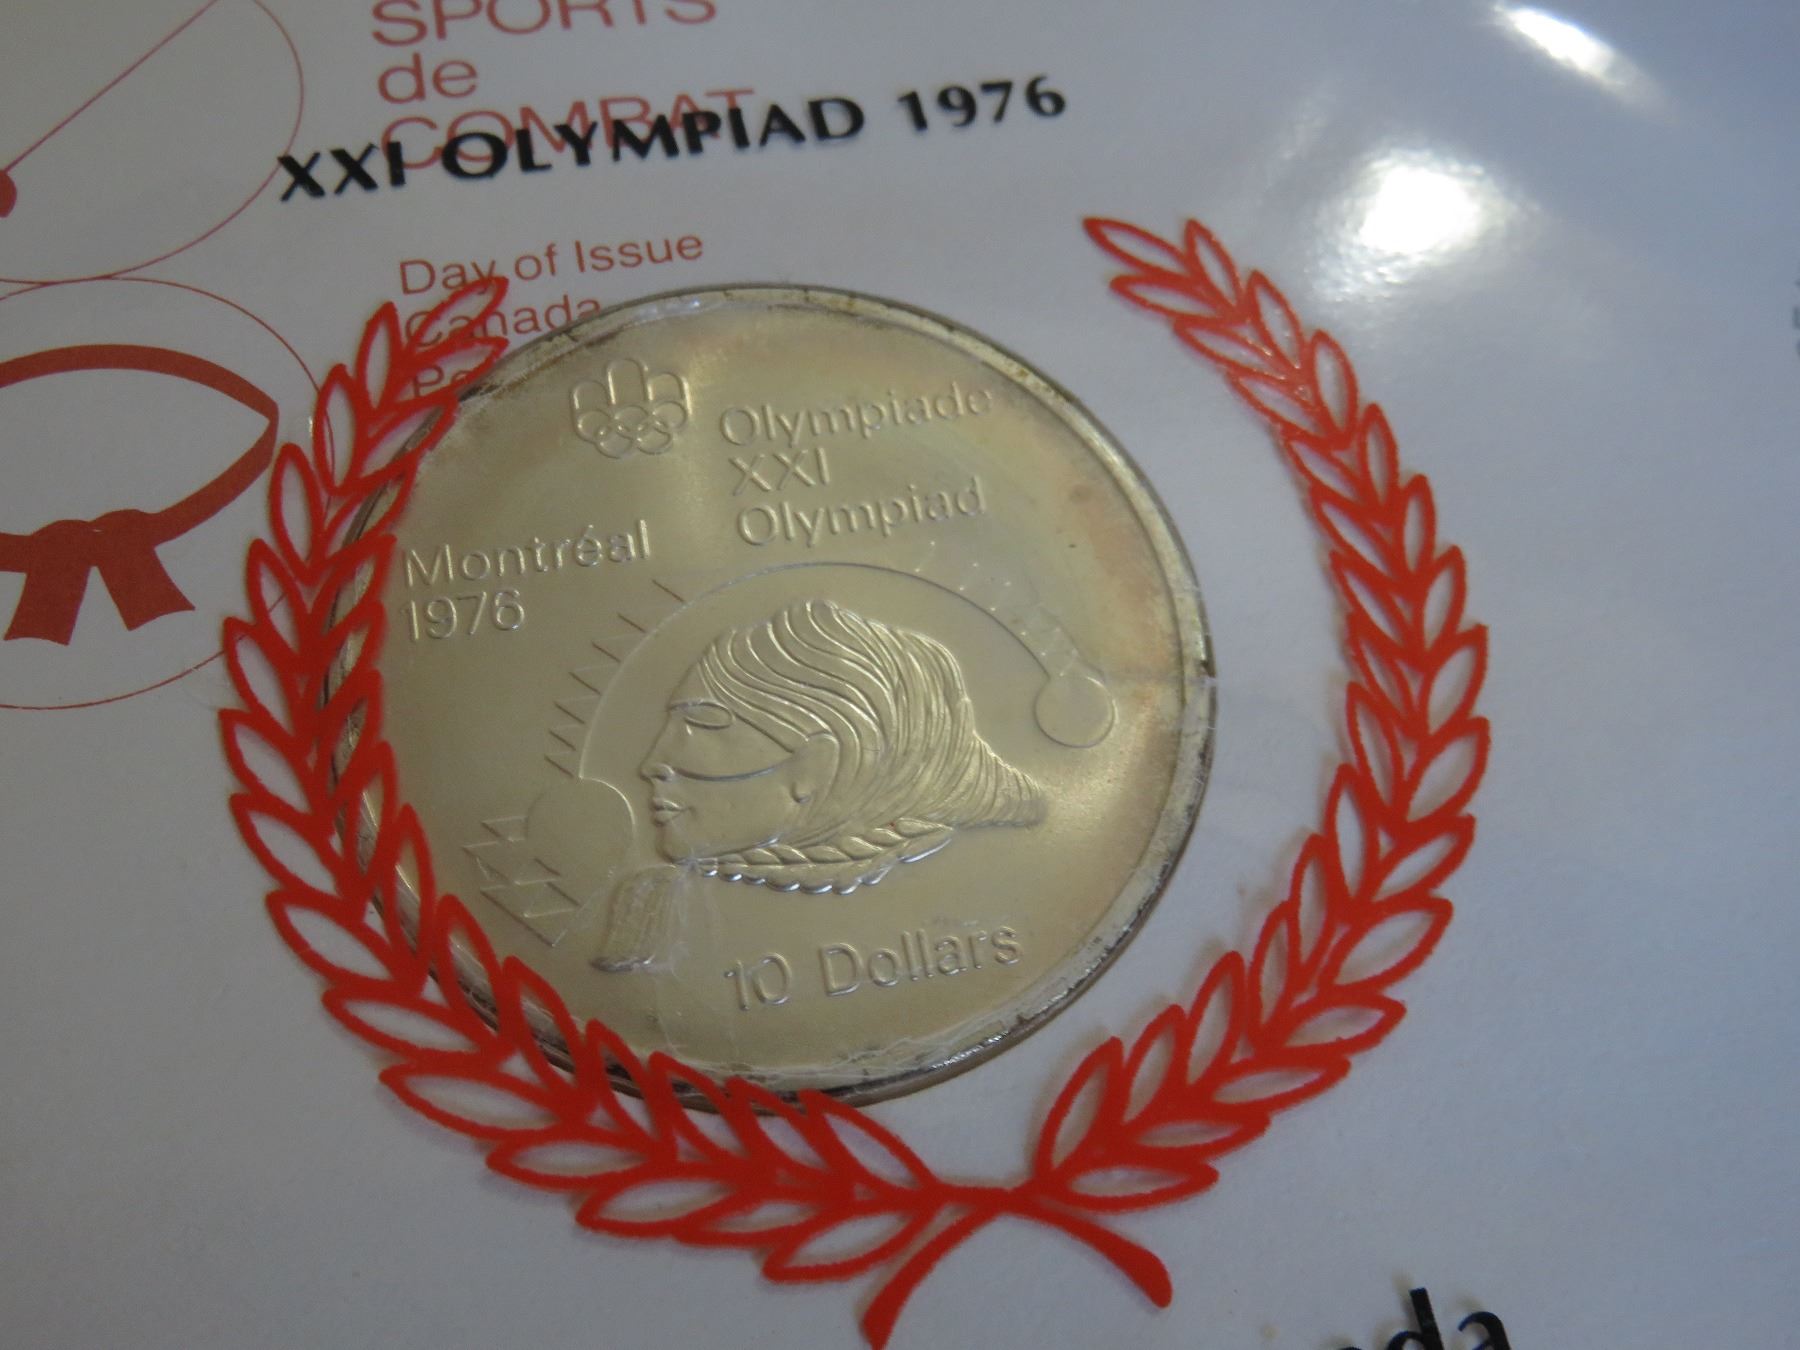 SPORTS
de
COMBAT
XXI OLYMPIAD 1976
Day of Issue
Canada
Olympiade
XXI
Olympiad
Montréal
1976
10 Dollars